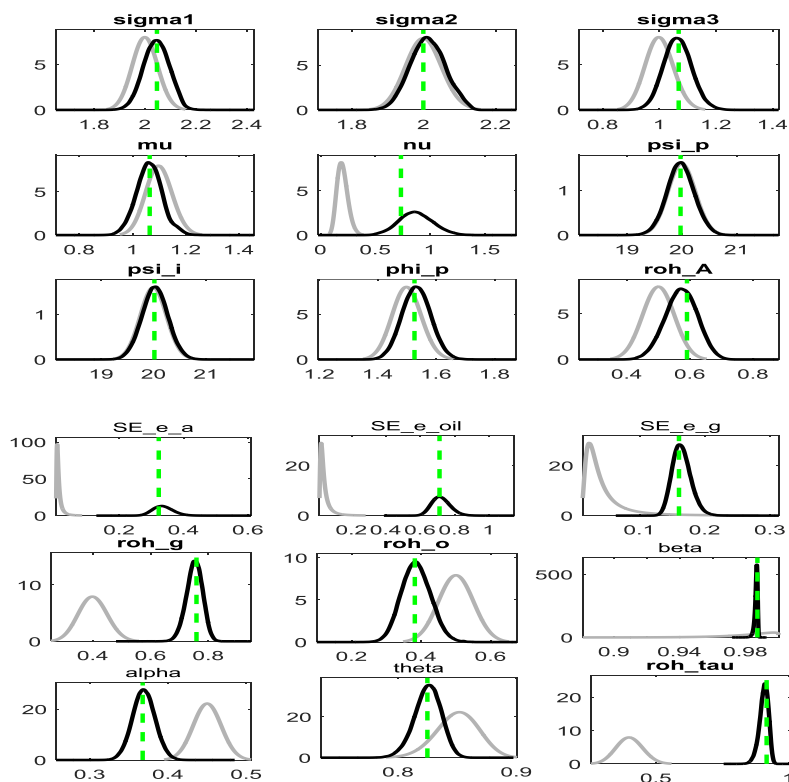 sigma1 sigma2 sigma3
5 5 5
0 0 0
1.8 2 2.2 2.4 1.8 2 2.2 0.8 1 1.2 1.4
mu nu psi_p
5 5 1
0 0 0
0.8 1 1.2 1.4 0 0.5 1 1.5 19 20 21
psi_i phi_p roh_A
1 5 5
0 0 0
19 20 21 1.2 1.4 1.6 1.8 0.4 0.6 0.8
SE_e_a SE_e_oil SE_e_g
100
50 20 20
0 0 0
0.2 0.4 0.6 0.2 0.4 0.6 0.8 1 0.1 0.2 0.3
roh_g roh_o beta
10 10 500
5
0 0 0
0.4 0.6 0.8 0.2 0.4 0.6 0.9 0.94 0.98
alpha theta roh_tau
20 20 20
10
0 0 0
0.3 0.4 0.5 0.8 0.9 0.5 1